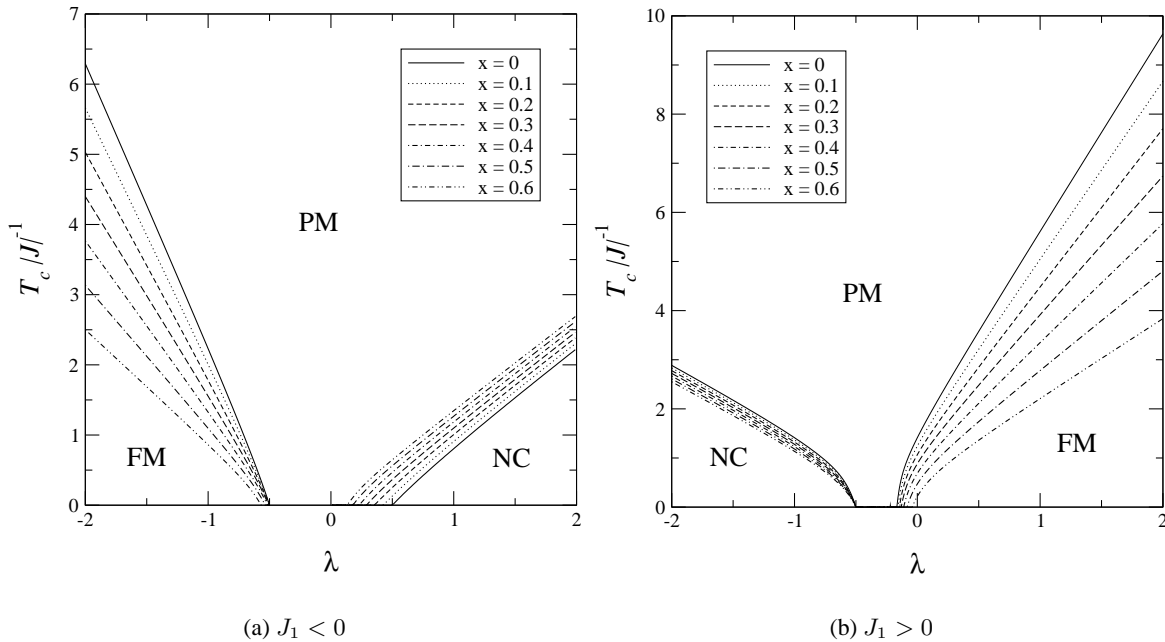 7
6
5
4
3
2
1
0
T_c |J|^-1
-2
-1
0
1
2
λ
x = 0
x = 0.1
x = 0.2
x = 0.3
x = 0.4
x = 0.5
x = 0.6
PM
FM
NC
(a) J₁ < 0
10
8
6
4
2
0
T_c |J|^-1
-2
-1
0
1
2
λ
x = 0
x = 0.1
x = 0.2
x = 0.3
x = 0.4
x = 0.5
x = 0.6
PM
NC
FM
(b) J₁ > 0